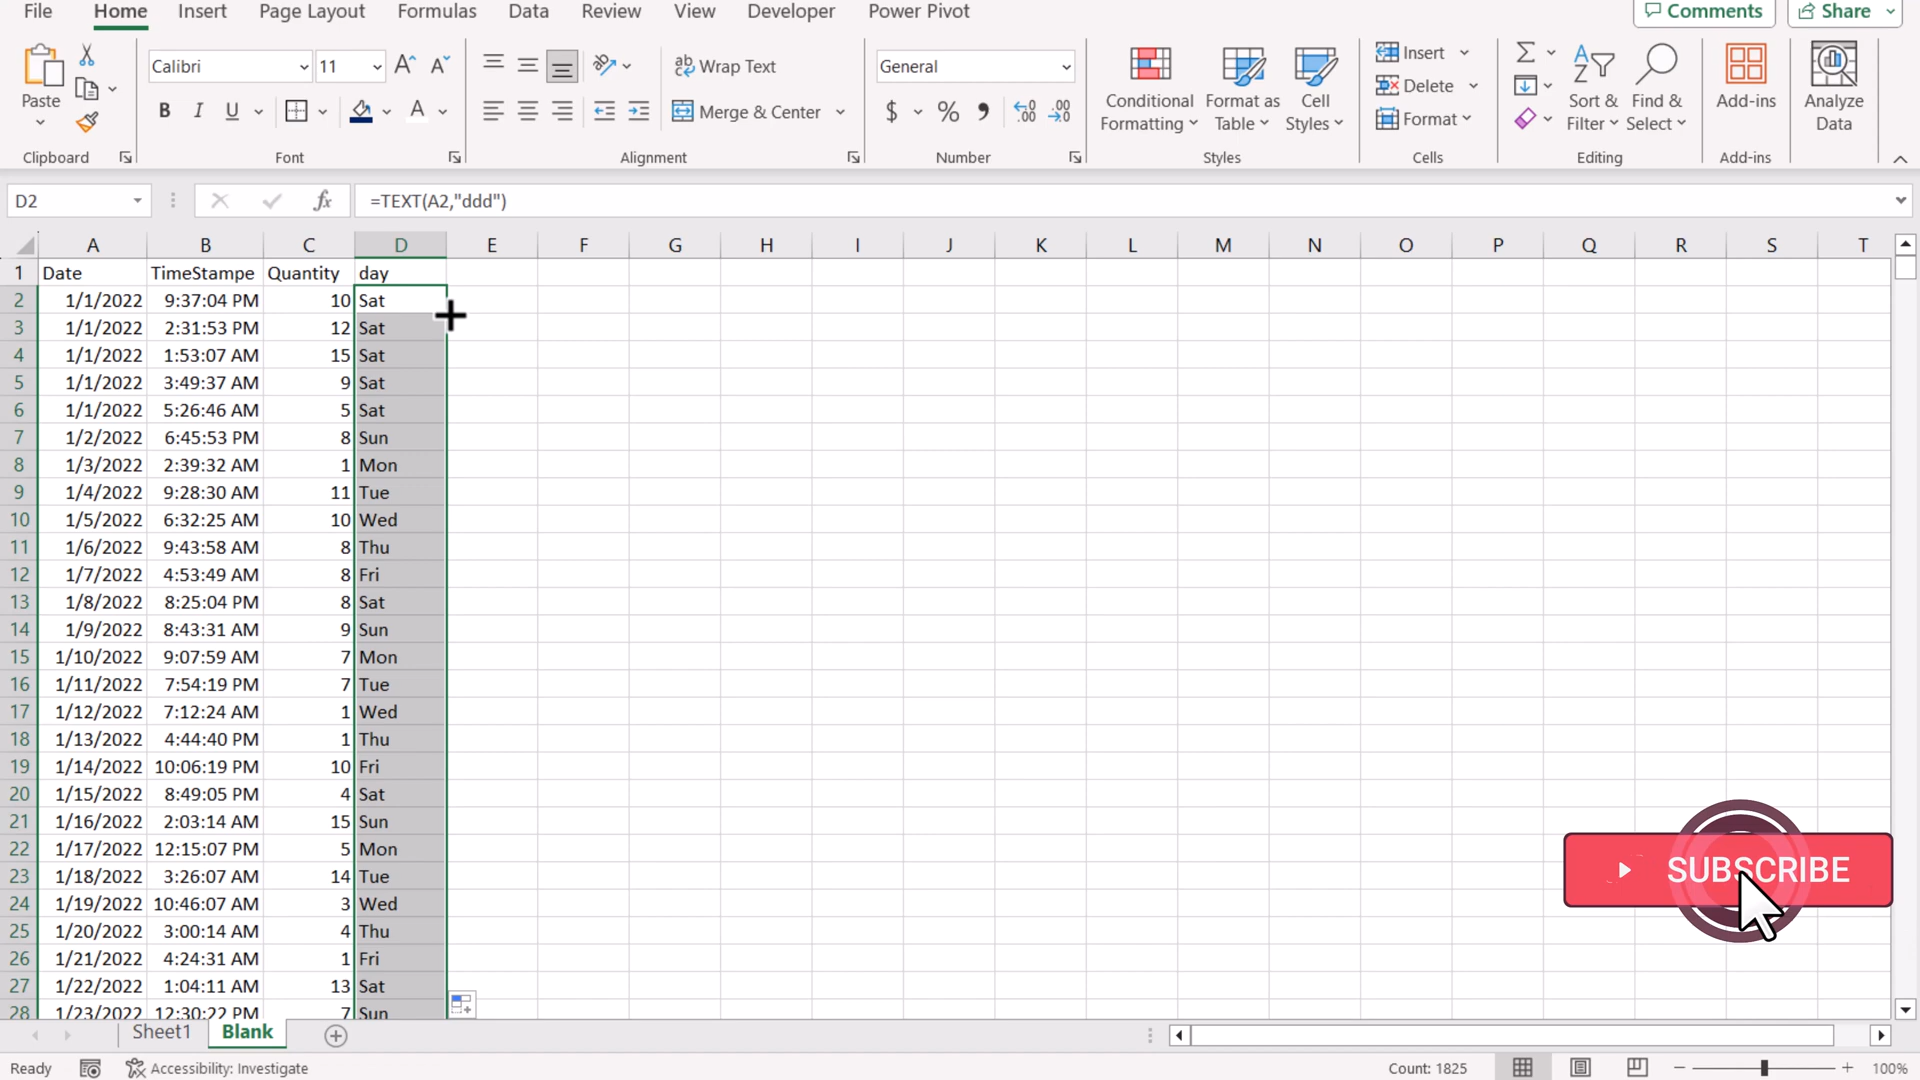 File Home Insert Page Layout Formulas Data Review View Developer Power Pivot Comments Share
Paste
Calibri 11
B I U A
Wrap Text
Merge & Center
General
$ % 9
Conditional Formatting
Format as Table
Cell Styles
Insert
Delete
Format
Sort & Filter
Find & Select
Add-ins
Analyze Data
Clipboard Font Alignment Number Styles Cells Editing Add-ins
D2 fx =TEXT(A2,"ddd")
A B C D E F G H I J K L M N O P Q R S T
1 Date TimeStampe Quantity day
2 1/1/2022 9:37:04 PM 10 Sat
3 1/1/2022 2:31:53 PM 12 Sat
4 1/1/2022 1:53:07 AM 15 Sat
5 1/1/2022 3:49:37 AM 9 Sat
6 1/1/2022 5:26:46 AM 5 Sat
7 1/2/2022 6:45:53 PM 8 Sun
8 1/3/2022 2:39:32 AM 1 Mon
9 1/4/2022 9:28:30 AM 11 Tue
10 1/5/2022 6:32:25 AM 10 Wed
11 1/6/2022 9:43:58 AM 8 Thu
12 1/7/2022 4:53:49 AM 8 Fri
13 1/8/2022 8:25:04 PM 8 Sat
14 1/9/2022 8:43:31 AM 9 Sun
15 1/10/2022 9:07:59 AM 7 Mon
16 1/11/2022 7:54:19 PM 7 Tue
17 1/12/2022 7:12:24 AM 1 Wed
18 1/13/2022 4:44:40 PM 1 Thu
19 1/14/2022 10:06:19 PM 10 Fri
20 1/15/2022 8:49:05 PM 4 Sat
21 1/16/2022 2:03:14 AM 15 Sun
22 1/17/2022 12:15:07 PM 5 Mon
23 1/18/2022 3:26:07 AM 14 Tue
24 1/19/2022 10:46:07 AM 3 Wed
25 1/20/2022 3:00:14 AM 4 Thu
26 1/21/2022 4:24:31 AM 1 Fri
27 1/22/2022 1:04:11 AM 13 Sat
28 1/23/2022 12:30:22 PM 7 Sun
SUBSCRIBE
Sheet1 Blank
Ready Accessibility: Investigate Count: 1825 100%